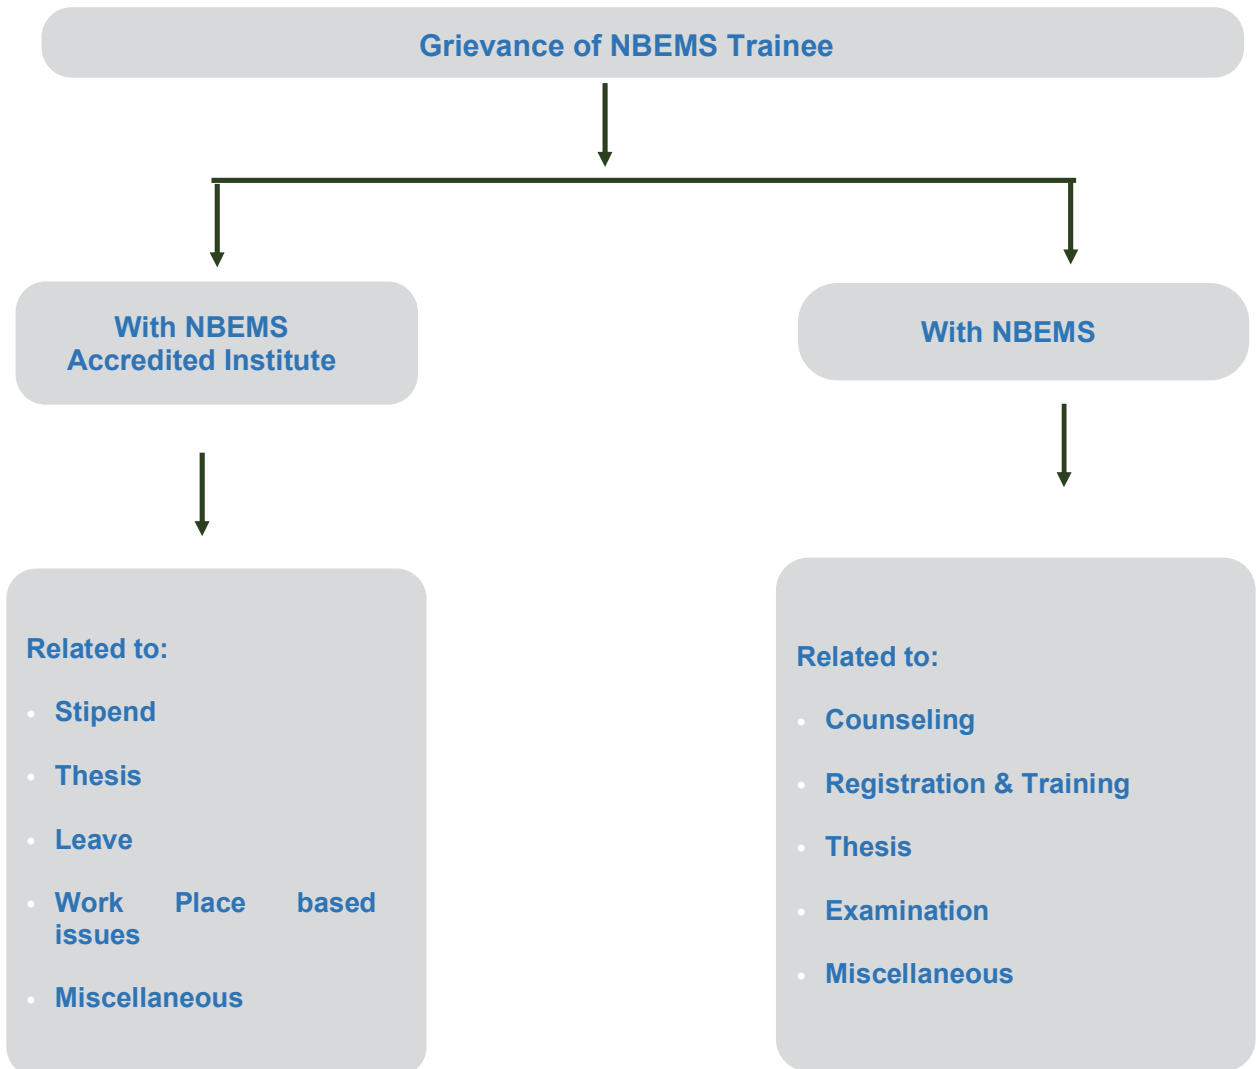 Grievance of NBEMS Trainee
With NBEMS
Accredited Institute
With NBEMS
Related to:
• Stipend
• Thesis
• Leave
• Work Place based
issues
• Miscellaneous
Related to:
• Counseling
• Registration & Training
• Thesis
• Examination
• Miscellaneous